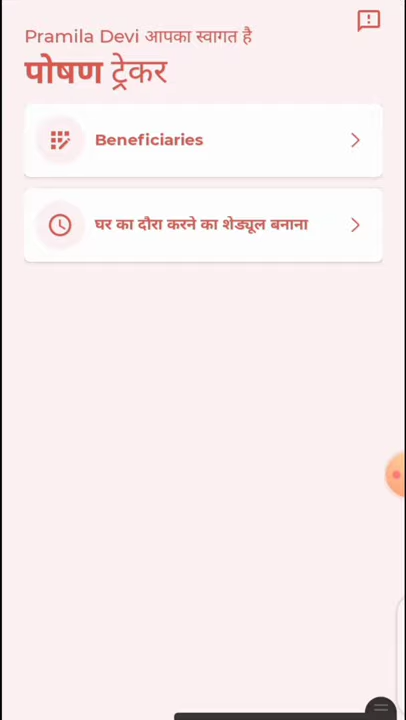 Pramila Devi आपका स्वागत है
पोषण ट्रेकर
Beneficiaries
घर का दौरा करने का शेड्यूल बनाना